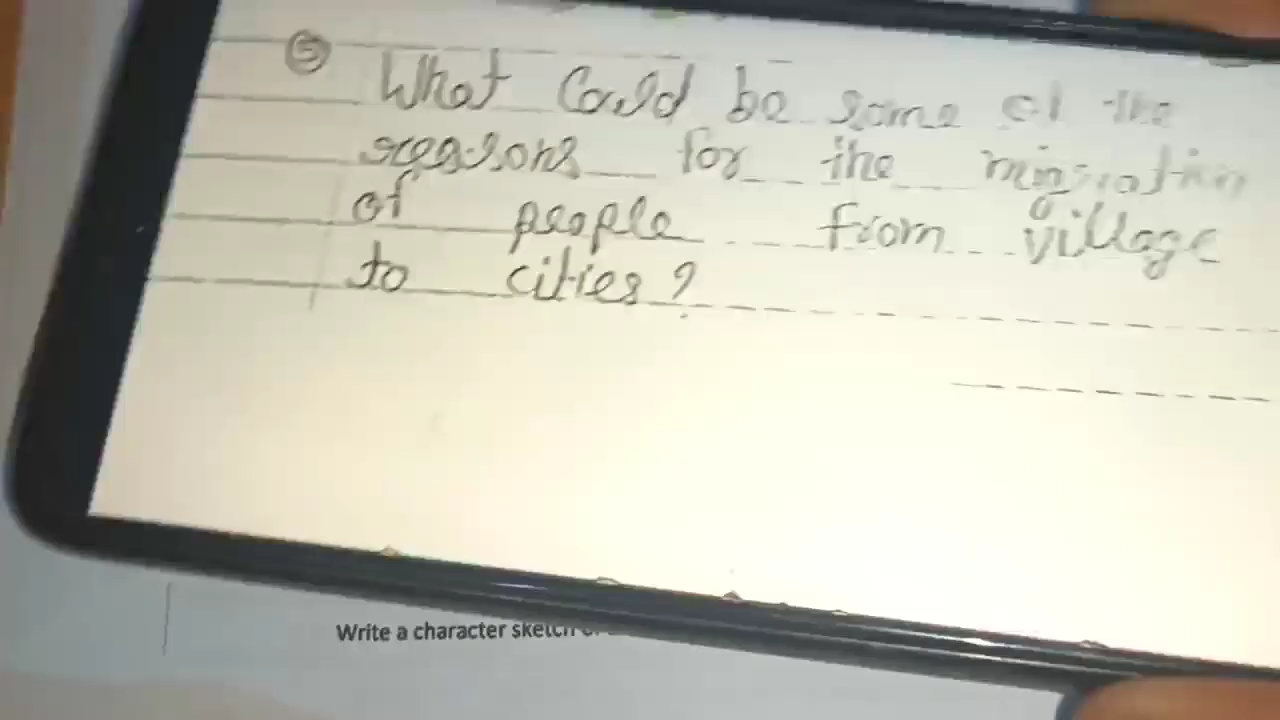 ⑤ What Could be some of the
reasons for the migration
of people from village
to cities?
Write a character sketch